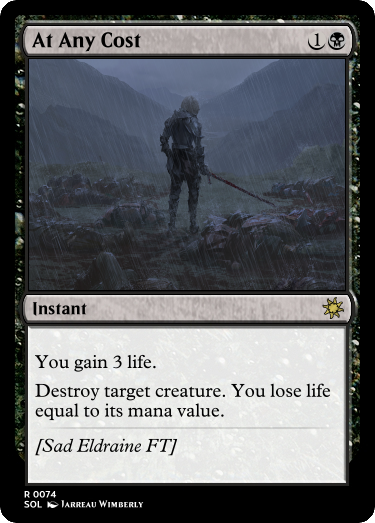 At Any Cost 1
Instant
You gain 3 life.
Destroy target creature. You lose life
equal to its mana value.
[Sad Eldraine FT]
R 0074
SOL Jarreau Wimberly